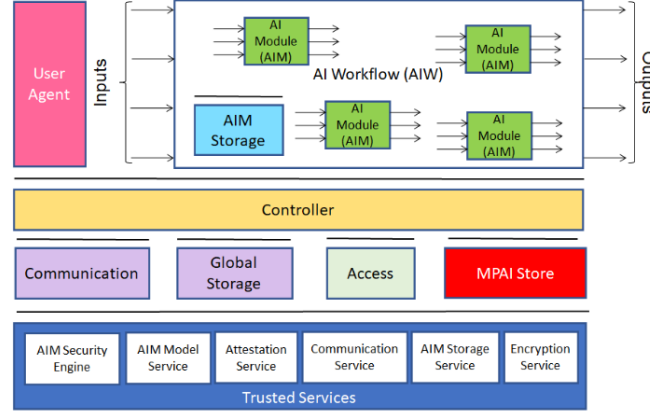 User
Agent
Inputs
AI
Module
(AIM)
AI
Module
(AIM)
AI Workflow (AIW)
AIM
Storage
AI
Module
(AIM)
AI
Module
(AIM)
Outputs
Controller
Communication
Global
Storage
Access
MPAI Store
AIM Security
Engine
AIM Model
Service
Attestation
Service
Communication
Service
AIM Storage
Service
Encryption
Service
Trusted Services